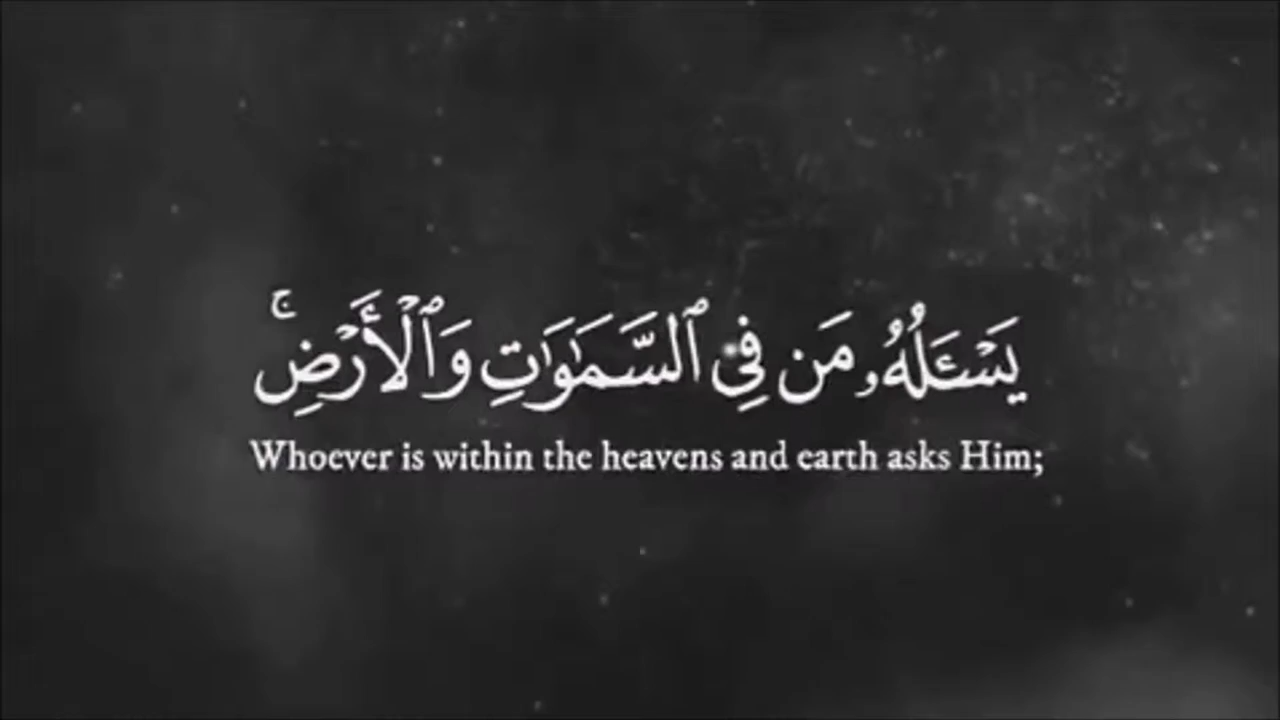 يَسْـَٔلُهُۥ مَن فِى ٱلسَّمَـٰوَٰتِ وَٱلْأَرْضِ ۚ
Whoever is within the heavens and earth asks Him;